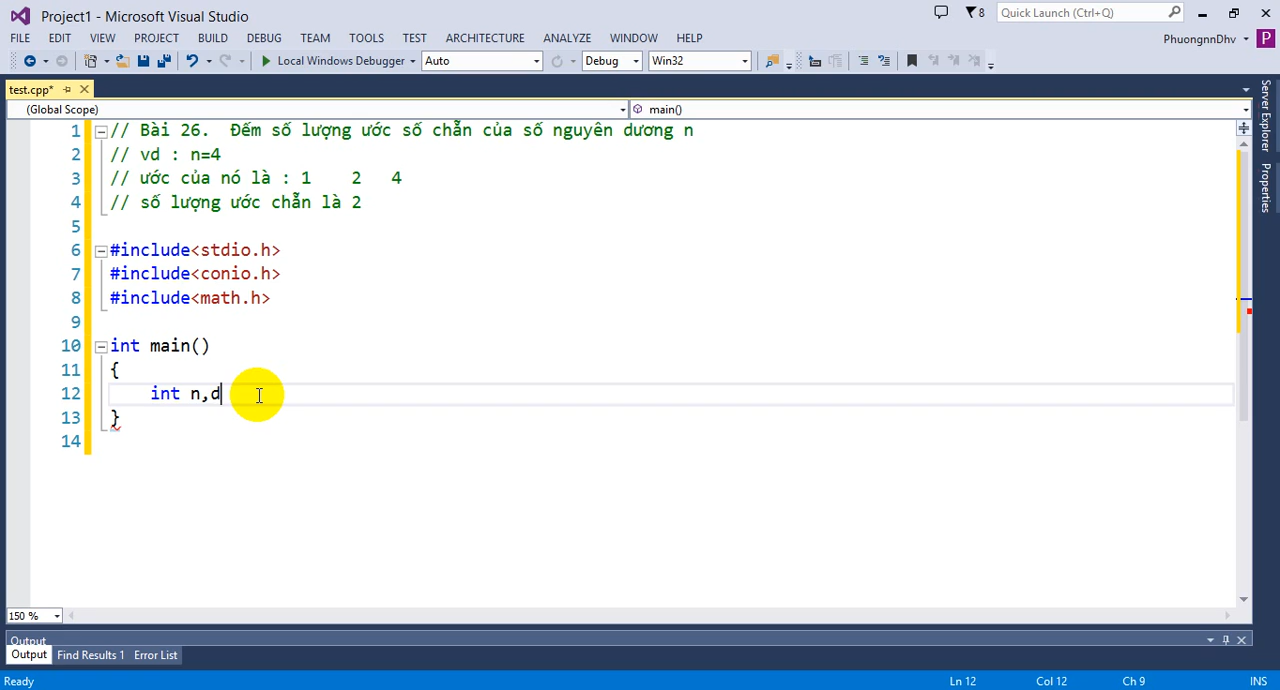 Project1 - Microsoft Visual Studio
8
Quick Launch (Ctrl+Q)
FILE EDIT VIEW PROJECT BUILD DEBUG TEAM TOOLS TEST ARCHITECTURE ANALYZE WINDOW HELP
PhuongnnDhv P
Local Windows Debugger Auto Debug Win32
test.cpp*
(Global Scope) main()
1 // Bài 26. Đếm số lượng ước số chẵn của số nguyên dương n
2 // vd : n=4
3 // ước của nó là : 1 2 4
4 // số lượng ước chẵn là 2
5
6 #include<stdio.h>
7 #include<conio.h>
8 #include<math.h>
9
10 int main()
11 {
12 int n,d
13 }
14
Server Explorer
Properties
150 %
Output
Output Find Results 1 Error List
Ready Ln 12 Col 12 Ch 9 INS